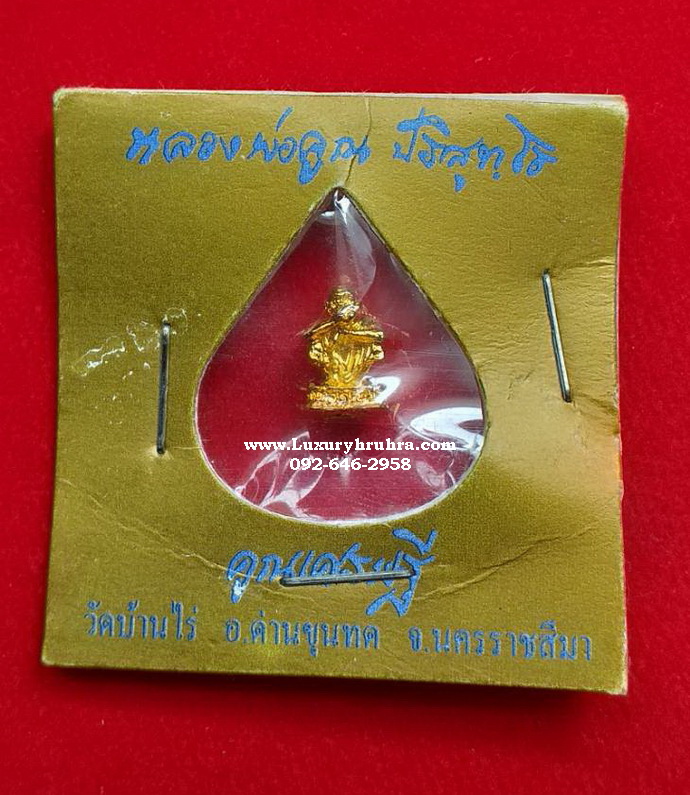 หลวงพ่อคูณ ปริสุทฺโธ
www.Luxuryhruhra.com
092-646-2958
คูณเศรษฐี
วัดบ้านไร่ อ.ด่านขุนทด จ.นครราชสีมา